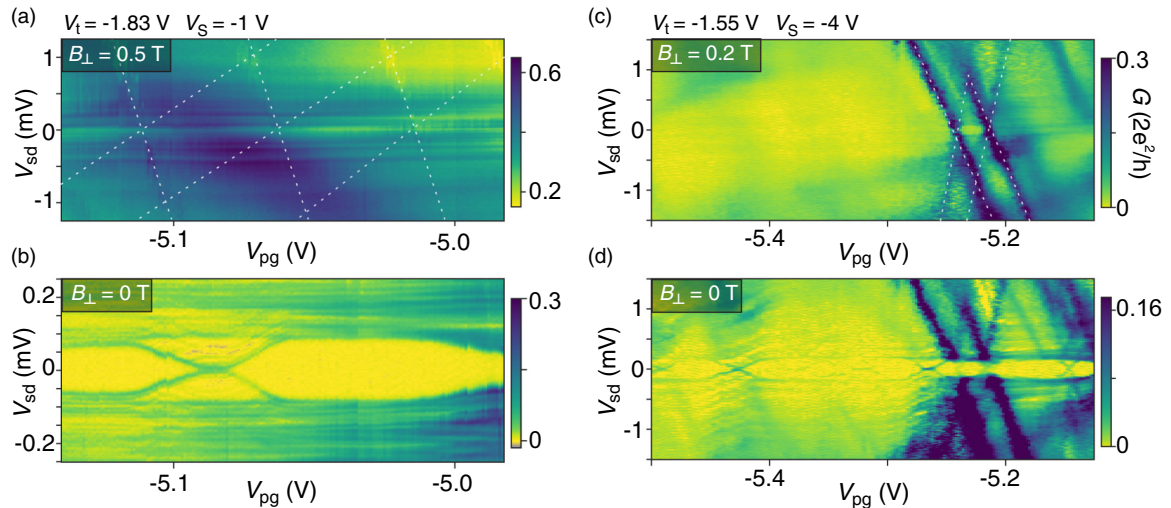 (a) Vt = -1.83 V VS = -1 V
B⊥ = 0.5 T
1
0
-1
Vsd (mV)
-5.1
-5.0
Vpg (V)
0.6
0.2
(b)
B⊥ = 0 T
0.2
0
-0.2
Vsd (mV)
-5.1
-5.0
Vpg (V)
0.3
0
(c) Vt = -1.55 V VS = -4 V
B⊥ = 0.2 T
1
0
-1
Vsd (mV)
-5.4
-5.2
Vpg (V)
0.3
0
G (2e²/h)
(d)
B⊥ = 0 T
1
0
-1
Vsd (mV)
-5.4
-5.2
Vpg (V)
0.16
0